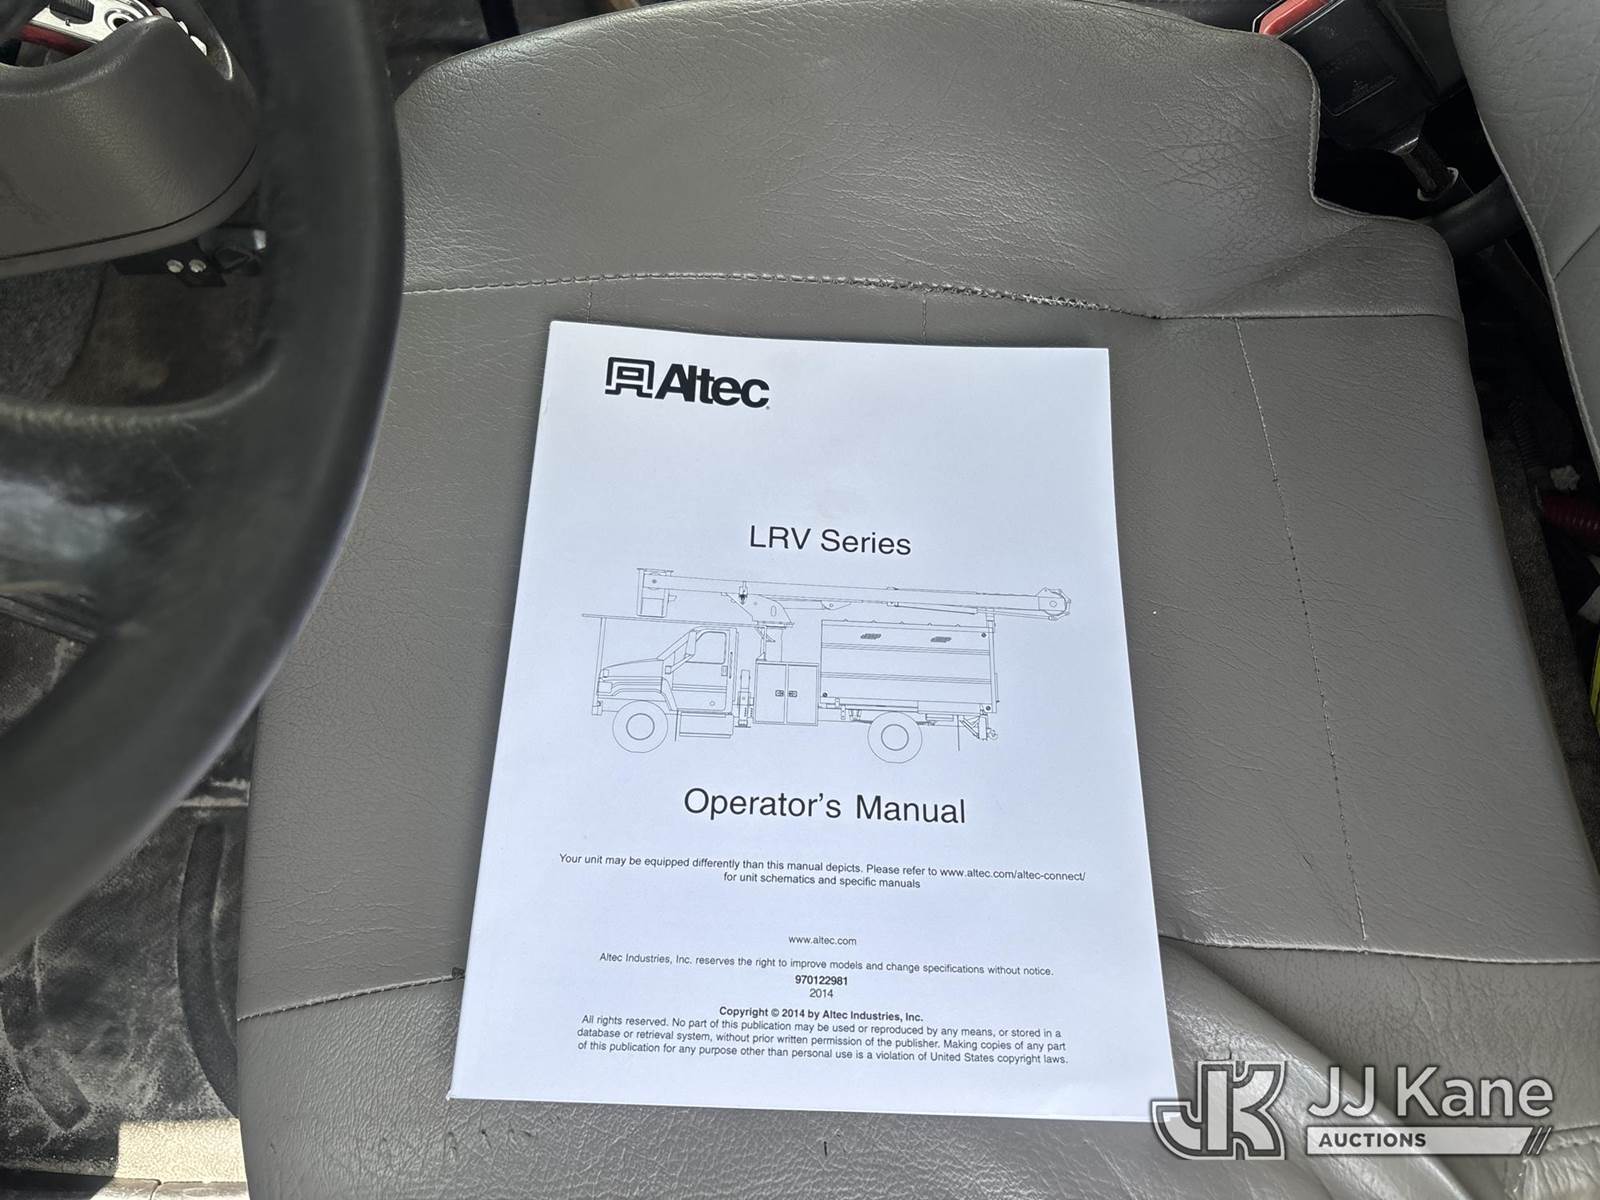 Altec
LRV Series
Operator's Manual
Your unit may be equipped differently than this manual depicts. Please refer to www.altec.com/altec-connect/
for unit schematics and specific manuals
www.altec.com
Altec Industries, Inc. reserves the right to improve models and change specifications without notice.
970122981
2014
Copyright © 2014 by Altec Industries, Inc.
All rights reserved. No part of this publication may be used or reproduced by any means, or stored in a
database or retrieval system, without prior written permission of the publisher. Making copies of any part
of this publication for any purpose other than personal use is a violation of United States copyright laws.
JK JJ Kane
AUCTIONS